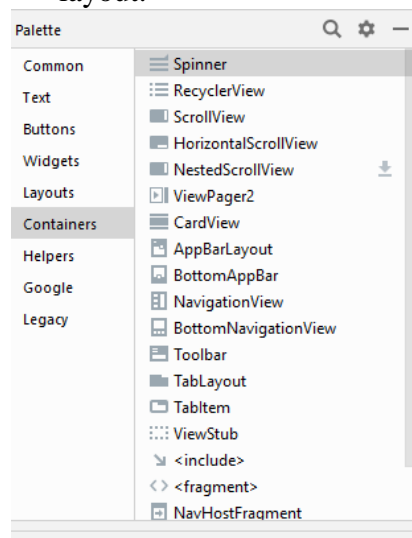 layout.
Palette
Common
Text
Buttons
Widgets
Layouts
Containers
Helpers
Google
Legacy
Spinner
RecyclerView
ScrollView
HorizontalScrollView
NestedScrollView
ViewPager2
CardView
AppBarLayout
BottomAppBar
NavigationView
BottomNavigationView
Toolbar
TabLayout
TabItem
ViewStub
<include>
<fragment>
NavHostFragment